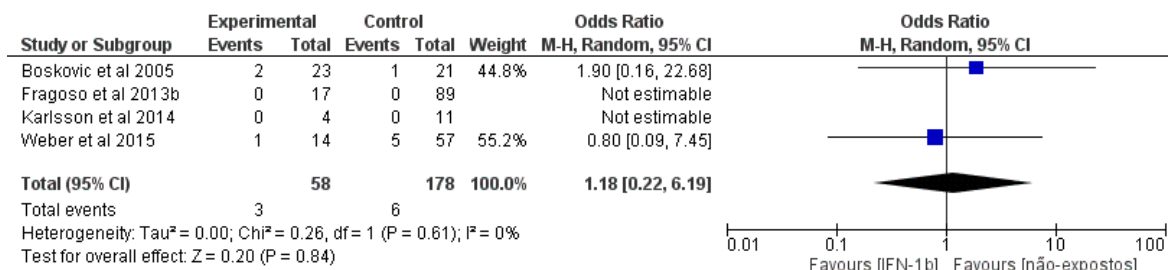 Experimental Control Odds Ratio Odds Ratio
Study or Subgroup Events Total Events Total Weight M-H, Random, 95% CI M-H, Random, 95% CI
Boskovic et al 2005 2 23 1 21 44.8% 1.90 [0.16, 22.68]
Fragoso et al 2013b 0 17 0 89 Not estimable
Karlsson et al 2014 0 4 0 11 Not estimable
Weber et al 2015 1 14 5 57 55.2% 0.80 [0.09, 7.45]
Total (95% CI) 58 178 100.0% 1.18 [0.22, 6.19]
Total events 3 6
Heterogeneity: Tau² = 0.00; Chi² = 0.26, df = 1 (P = 0.61); I² = 0%
Test for overall effect: Z = 0.20 (P = 0.84)
0.01 0.1 1 10 100
Favours [IFN-1b] Favours [não-expostos]